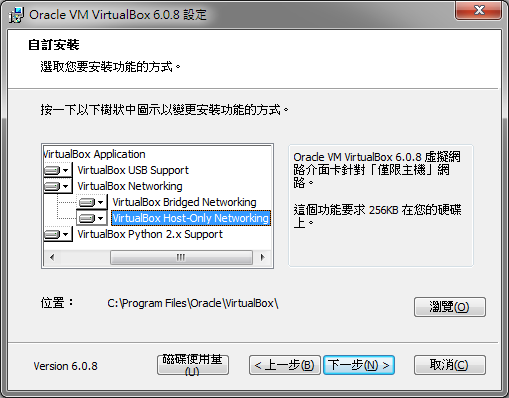 Oracle VM VirtualBox 6.0.8 設定
自訂安裝
選取您要安裝功能的方式。
按一下以下樹狀中圖示以變更安裝功能的方式。
VirtualBox Application
VirtualBox USB Support
VirtualBox Networking
VirtualBox Bridged Networking
VirtualBox Host-Only Networking
VirtualBox Python 2.x Support
Oracle VM VirtualBox 6.0.8 虛擬網
路介面卡針對「僅限主機」網
路。
這個功能要求 256KB 在您的硬碟
上。
位置： C:\Program Files\Oracle\VirtualBox\
瀏覽(O)
Version 6.0.8
磁碟使用量
(U)
< 上一步(B)
下一步(N) >
取消(C)